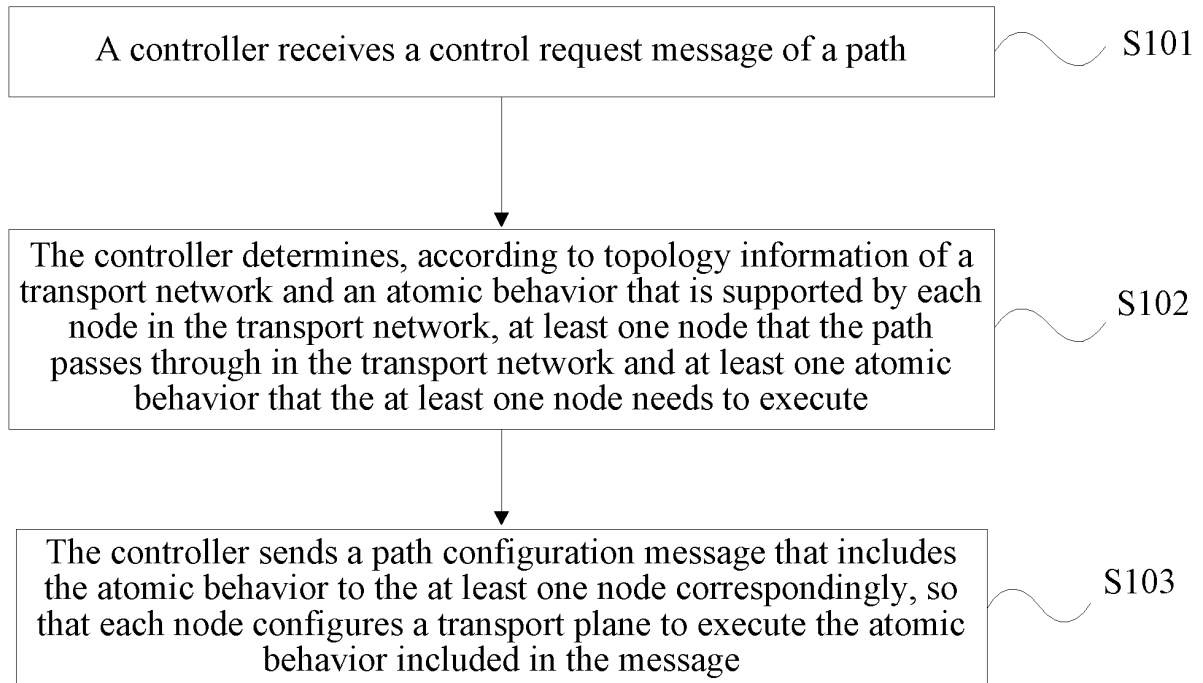 A controller receives a control request message of a path
S101
The controller determines, according to topology information of a
transport network and an atomic behavior that is supported by each
node in the transport network, at least one node that the path
passes through in the transport network and at least one atomic
behavior that the at least one node needs to execute
S102
The controller sends a path configuration message that includes
the atomic behavior to the at least one node correspondingly, so
that each node configures a transport plane to execute the atomic
behavior included in the message
S103